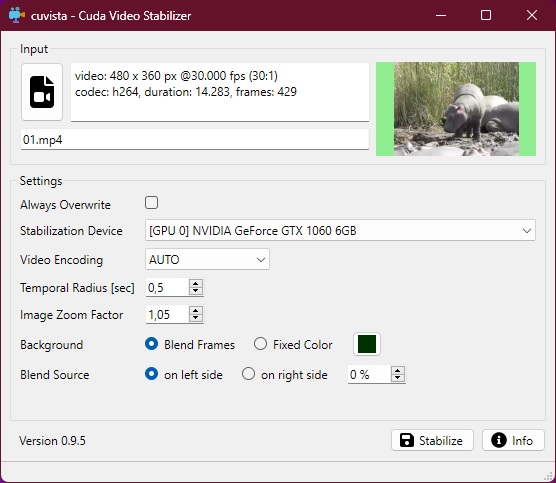 cuvista - Cuda Video Stabilizer
Input
video: 480 x 360 px @30.000 fps (30:1)
codec: h264, duration: 14.283, frames: 429
01.mp4
Settings
Always Overwrite
Stabilization Device [GPU 0] NVIDIA GeForce GTX 1060 6GB
Video Encoding AUTO
Temporal Radius [sec] 0,5
Image Zoom Factor 1,05
Background Blend Frames Fixed Color
Blend Source on left side on right side 0 %
Version 0.9.5 Stabilize Info